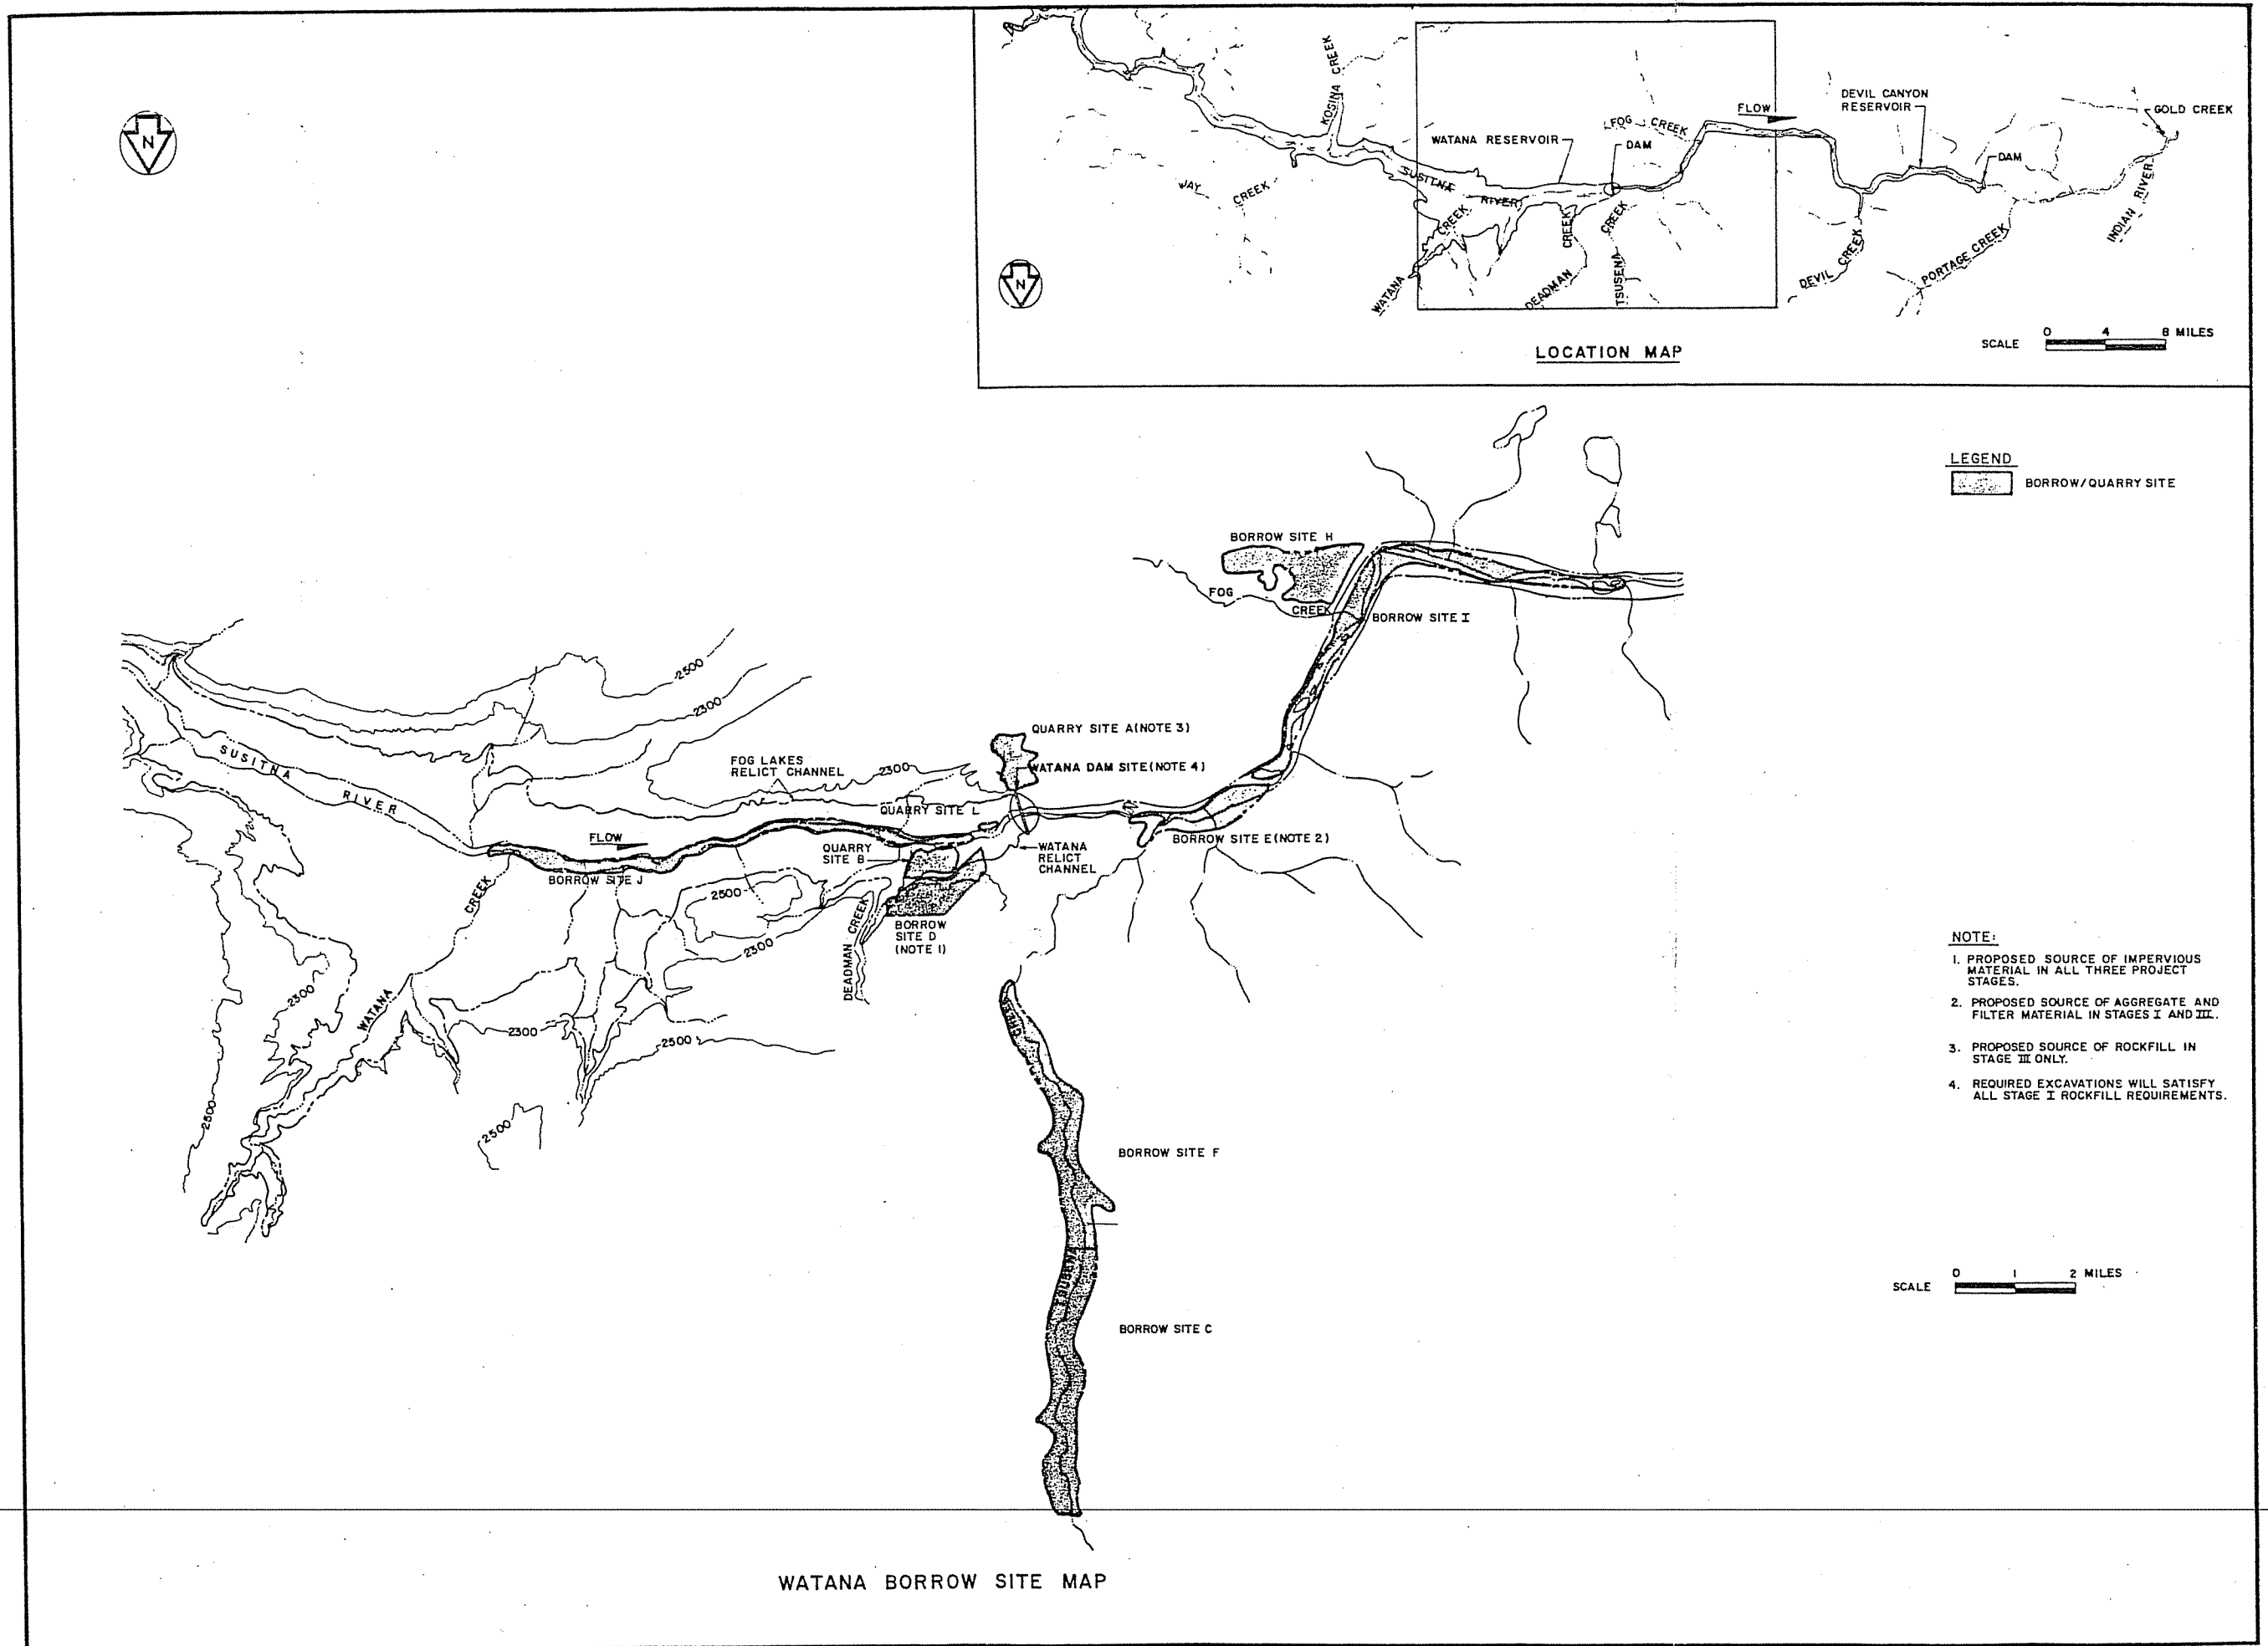 N
KOSINA CREEK
FLOW
DEVIL CANYON
RESERVOIR
GOLD CREEK
FOG CREEK
WATANA RESERVOIR
DAM
DAM
SUSITNA
RIVER
WAY CREEK
CREEK
CREEK
CREEK
WATANA
DEADMAN
TSUSENA
DEVIL CREEK
PORTAGE CREEK
INDIAN RIVER
N
SCALE
0 4 8 MILES
LOCATION MAP
LEGEND
BORROW/QUARRY SITE
BORROW SITE H
FOG
CREEK
BORROW SITE I
2500
2300
QUARRY SITE A(NOTE 3)
FOG LAKES
RELICT CHANNEL
2300
WATANA DAM SITE(NOTE 4)
SUSITNA
RIVER
QUARRY SITE L
FLOW
QUARRY
SITE B
WATANA
RELICT
CHANNEL
BORROW SITE E(NOTE 2)
BORROW SITE J
CREEK
2500
2300
DEADMAN CREEK
BORROW
SITE D
(NOTE 1)
2300
WATANA
2300
2500
2500
2500
CREEK
BORROW SITE F
TSUSENA
BORROW SITE C
NOTE:
1. PROPOSED SOURCE OF IMPERVIOUS
MATERIAL IN ALL THREE PROJECT
STAGES.
2. PROPOSED SOURCE OF AGGREGATE AND
FILTER MATERIAL IN STAGES I AND III.
3. PROPOSED SOURCE OF ROCKFILL IN
STAGE III ONLY.
4. REQUIRED EXCAVATIONS WILL SATISFY
ALL STAGE I ROCKFILL REQUIREMENTS.
SCALE
0 1 2 MILES
WATANA BORROW SITE MAP